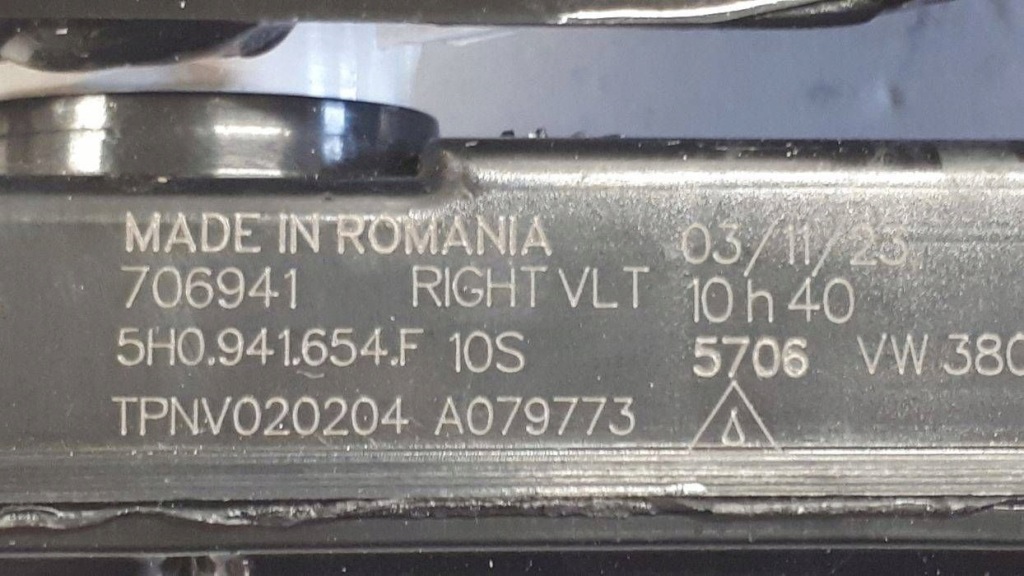 MADE IN ROMANIA 03/11/23
706941 RIGHT VLT 10 h 40
5H0.941.654.F 10S 5706 VW 380
TPNV020204 A079773